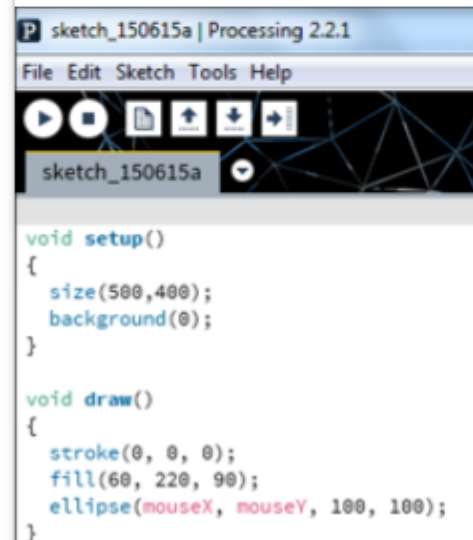 sketch_150615a | Processing 2.2.1
File Edit Sketch Tools Help
sketch_150615a
void setup()
{
  size(500,400);
  background(0);
}
void draw()
{
  stroke(0, 0, 0);
  fill(60, 220, 90);
  ellipse(mouseX, mouseY, 100, 100);
}